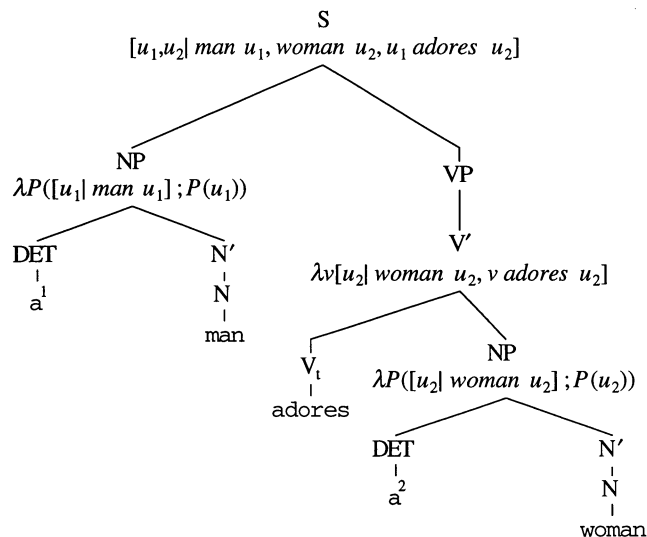 S
[u₁,u₂| man u₁, woman u₂, u₁ adores u₂]
NP
VP
λP([u₁| man u₁] ; P(u₁))
DET
N′
V′
a¹
N
λv[u₂| woman u₂, v adores u₂]
man
Vₜ
NP
adores
λP([u₂| woman u₂] ; P(u₂))
DET
N′
a²
N
woman